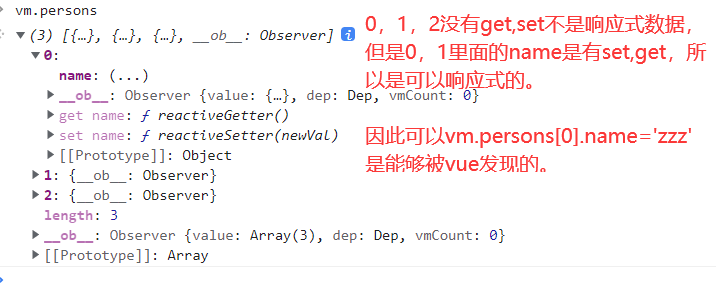 vm.persons
(3) [{…}, {…}, {…}, __ob__: Observer] i
0:
name: (...)
__ob__: Observer {value: {…}, dep: Dep, vmCount: 0}
get name: ƒ reactiveGetter()
set name: ƒ reactiveSetter(newVal)
[[Prototype]]: Object
1: {__ob__: Observer}
2: {__ob__: Observer}
length: 3
__ob__: Observer {value: Array(3), dep: Dep, vmCount: 0}
[[Prototype]]: Array
0，1，2没有get,set不是响应式数据，
但是0，1里面的name是有set,get，所
以是可以响应式的。
因此可以vm.persons[0].name='zzz'
是能够被vue发现的。